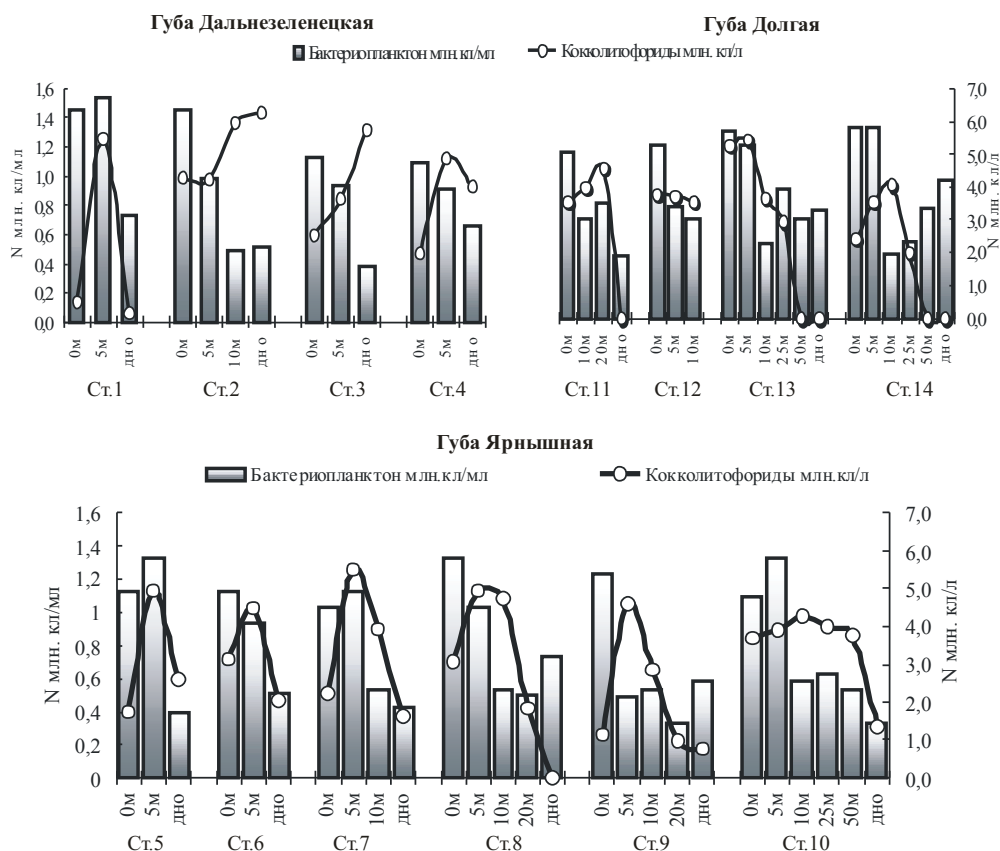 Губа Дальнезеленецкая
Губа Долгая
Бактериопланктон млн.кл/мл
Кокколитофориды млн. кл/л
N млн. кл/мл
1,6
1,4
1,2
1,0
0,8
0,6
0,4
0,2
0,0
7,0
6,0
5,0
4,0
3,0
2,0
1,0
0,0
N млн. кл/л
0м 5м дно 0м 5м 10м дно 0м 5м дно 0м 5м дно
0м 10м 20м дно 0м 5м 10м 0м 5м 10м 25м 50м дно 0м 5м 10м 25м 50м дно
Ст.1 Ст.2 Ст.3 Ст.4 Ст.11 Ст.12 Ст.13 Ст.14
Губа Ярнышная
Бактериопланктон млн.кл/мл
Кокколитофориды млн.кл/л
N млн. кл/мл
1,6
1,4
1,2
1
0,8
0,6
0,4
0,2
0
7,0
6,0
5,0
4,0
3,0
2,0
1,0
0,0
N млн. кл/л
0м 5м дно 0м 5м дно 0м 5м 10м дно 0м 5м 10м 20м дно 0м 5м 10м 20м дно 0м 5м 10м 25м 50м дно
Ст.5 Ст.6 Ст.7 Ст.8 Ст.9 Ст.10